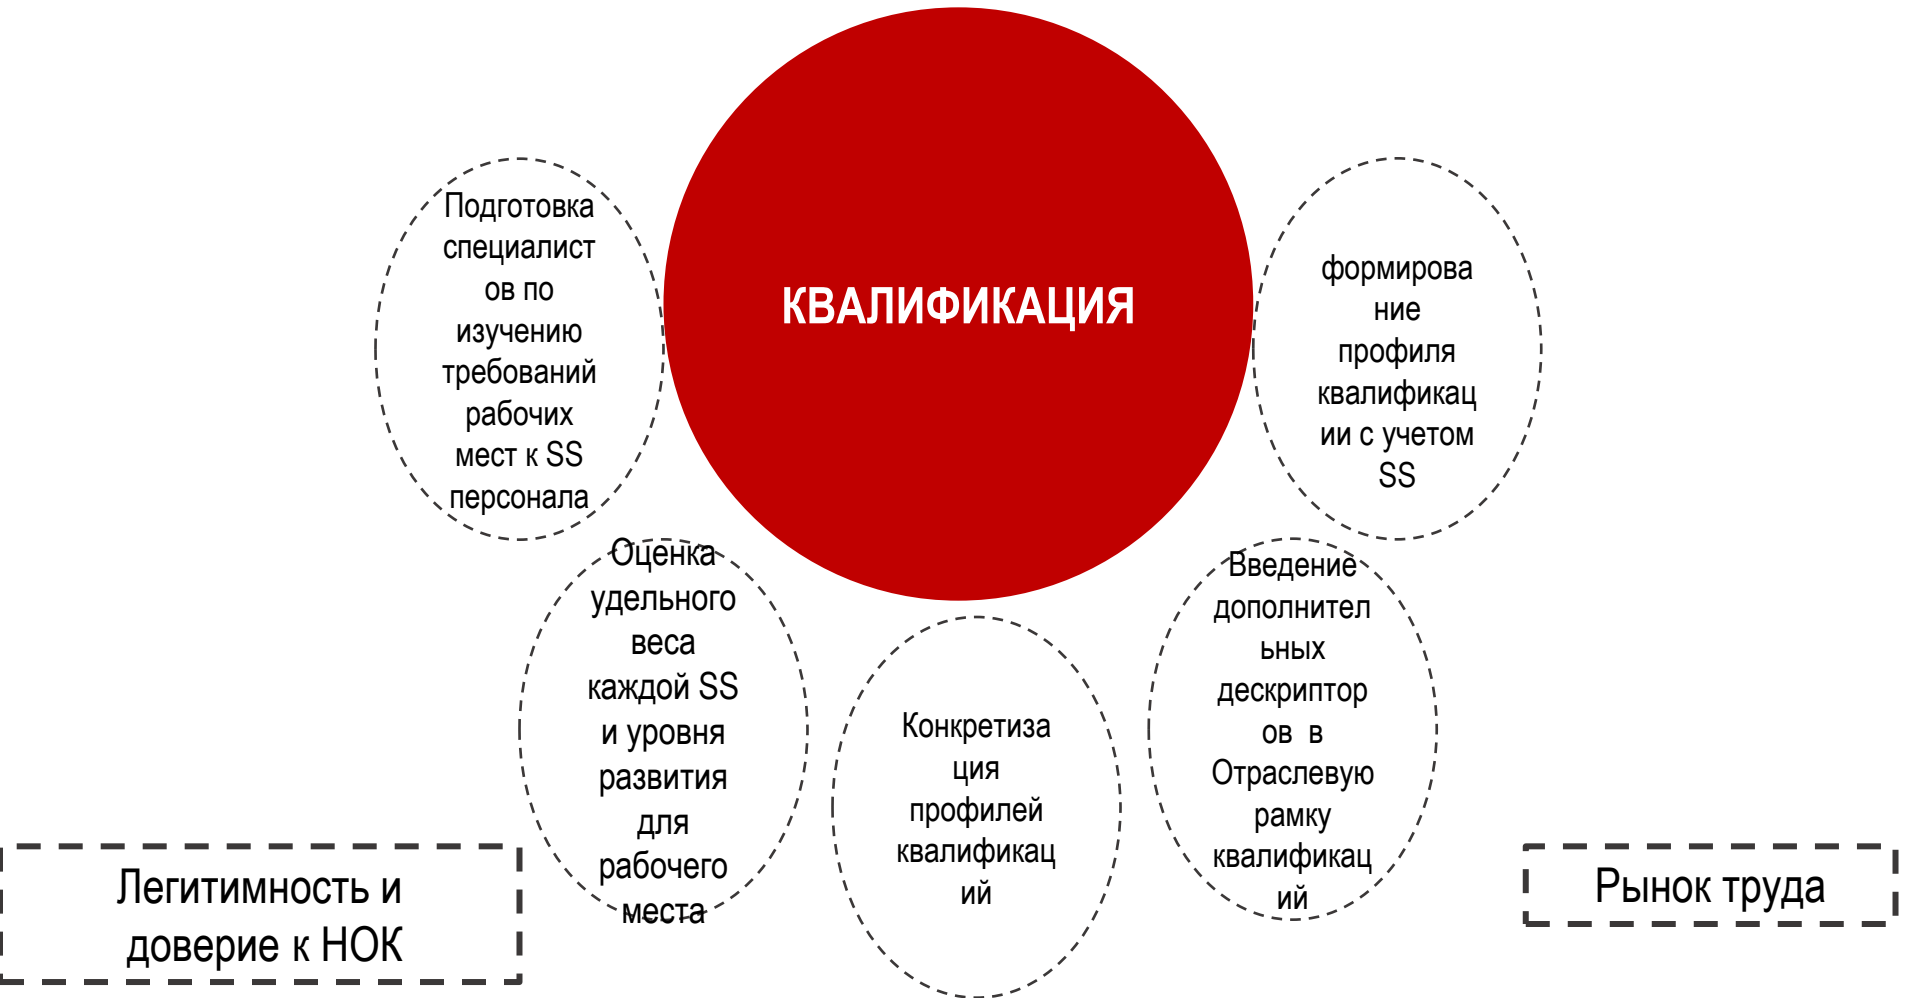 КВАЛИФИКАЦИЯ
Подготовка
специалист
ов по
изучению
требований
рабочих
мест к SS
персонала
Оценка
удельного
веса
каждой SS
и уровня
развития
для
рабочего
места
Конкретиза
ция
профилей
квалификац
ий
Введение
дополнител
ьных
дескриптор
ов в
Отраслевую
рамку
квалификац
ий
формирова
ние
профиля
квалификац
ии с учетом
SS
Легитимность и
доверие к НОК
Рынок труда